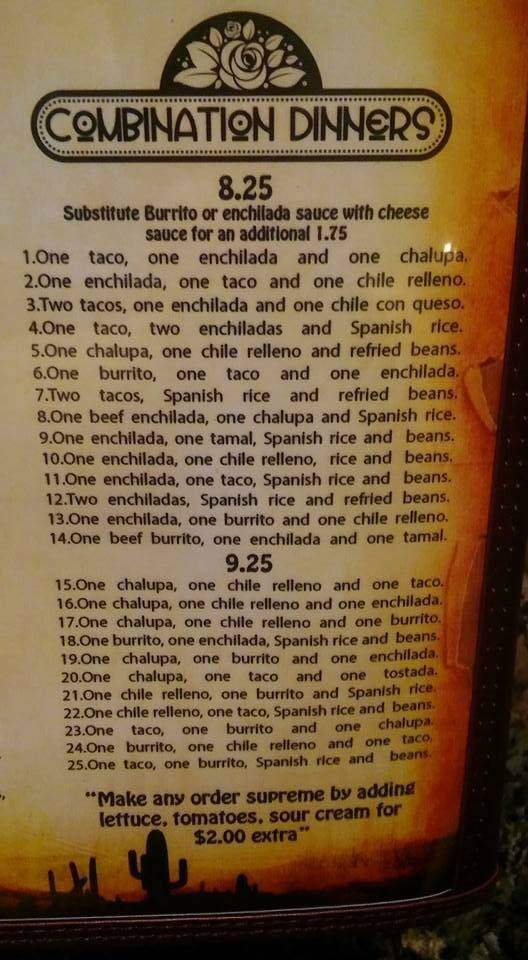 COMBINATION DINNERS
8.25
Substitute Burrito or enchilada sauce with cheese
sauce for an additional 1.75
1.One taco, one enchilada and one chalupa.
2.One enchilada, one taco and one chile relleno.
3.Two tacos, one enchilada and one chile con queso.
4.One taco, two enchiladas and Spanish rice.
5.One chalupa, one chile relleno and refried beans.
6.One burrito, one taco and one enchilada.
7.Two tacos, Spanish rice and refried beans.
8.One beef enchilada, one chalupa and Spanish rice.
9.One enchilada, one tamal, Spanish rice and beans.
10.One enchilada, one chile relleno, rice and beans.
11.One enchilada, one taco, Spanish rice and beans.
12.Two enchiladas, Spanish rice and refried beans.
13.One enchilada, one burrito and one chile relleno.
14.One beef burrito, one enchilada and one tamal.
9.25
15.One chalupa, one chile relleno and one taco.
16.One chalupa, one chile relleno and one enchilada.
17.One chalupa, one chile relleno and one burrito.
18.One burrito, one enchilada, Spanish rice and beans.
19.One chalupa, one burrito and one enchilada.
20.One chalupa, one taco and one tostada.
21.One chile relleno, one burrito and Spanish rice.
22.One chile relleno, one taco, Spanish rice and beans.
23.One taco, one burrito and one chalupa.
24.One burrito, one chile relleno and one taco.
25.One taco, one burrito, Spanish rice and beans.
"Make any order supreme by adding
lettuce, tomatoes, sour cream for
$2.00 extra"